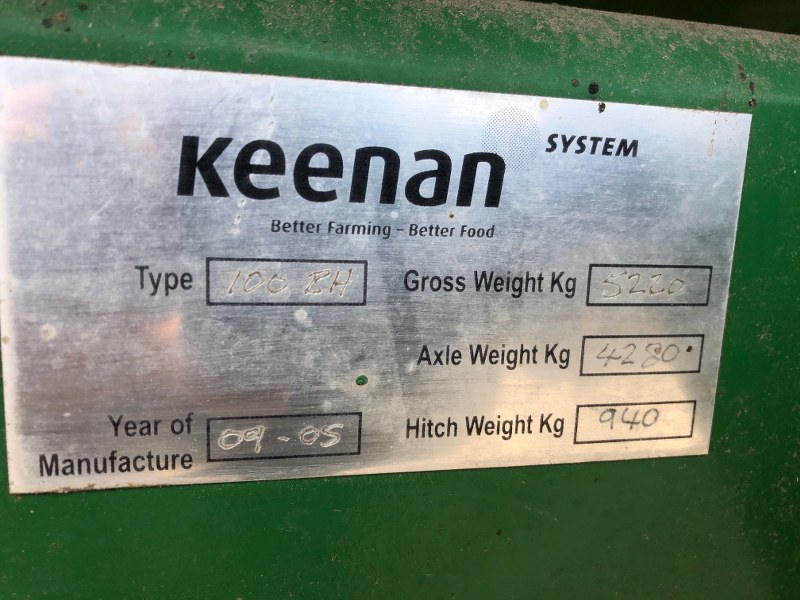 Keenan SYSTEM
Better Farming – Better Food
Type 100 BH Gross Weight Kg 5220
Axle Weight Kg 4280
Year of Manufacture 09-05 Hitch Weight Kg 940